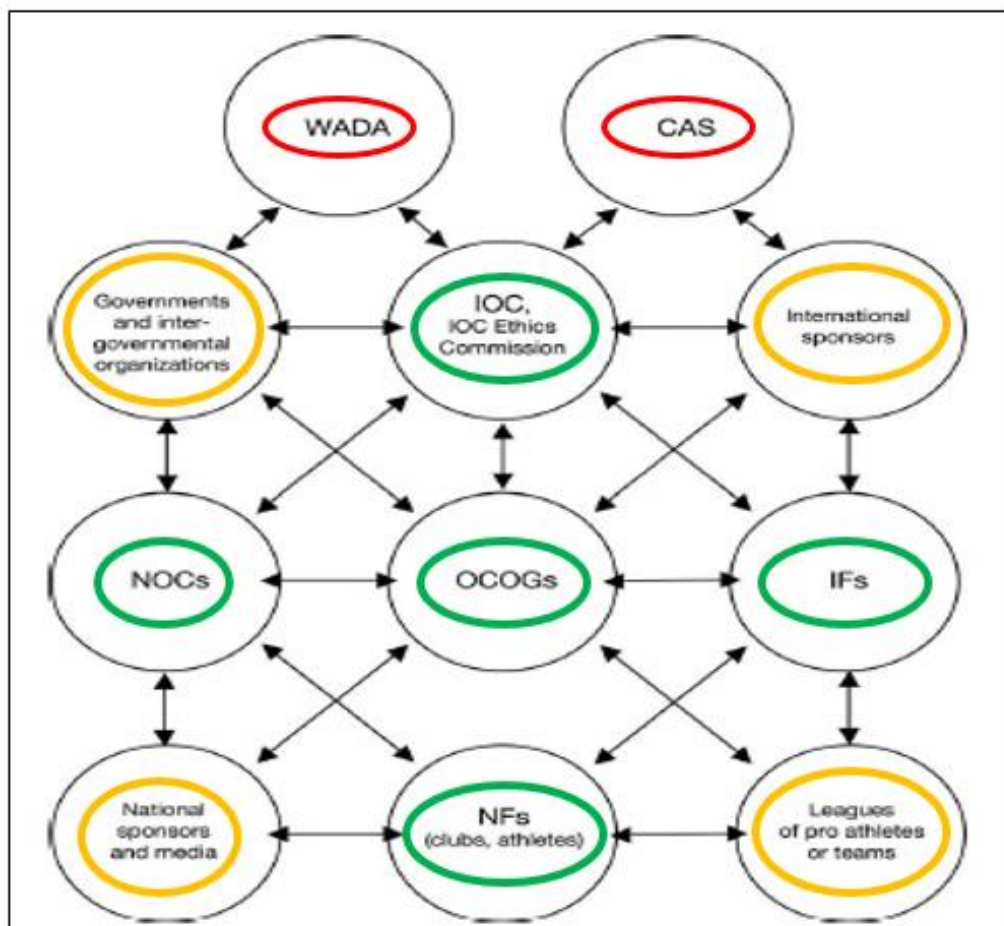 WADA
CAS
Governments
and inter-
governmental
organizations
IOC,
IOC Ethics
Commission
International
sponsors
NOCs
OCOGs
IFs
National
sponsors
and media
NFs
(clubs, athletes)
Leagues
of pro athletes
or teams